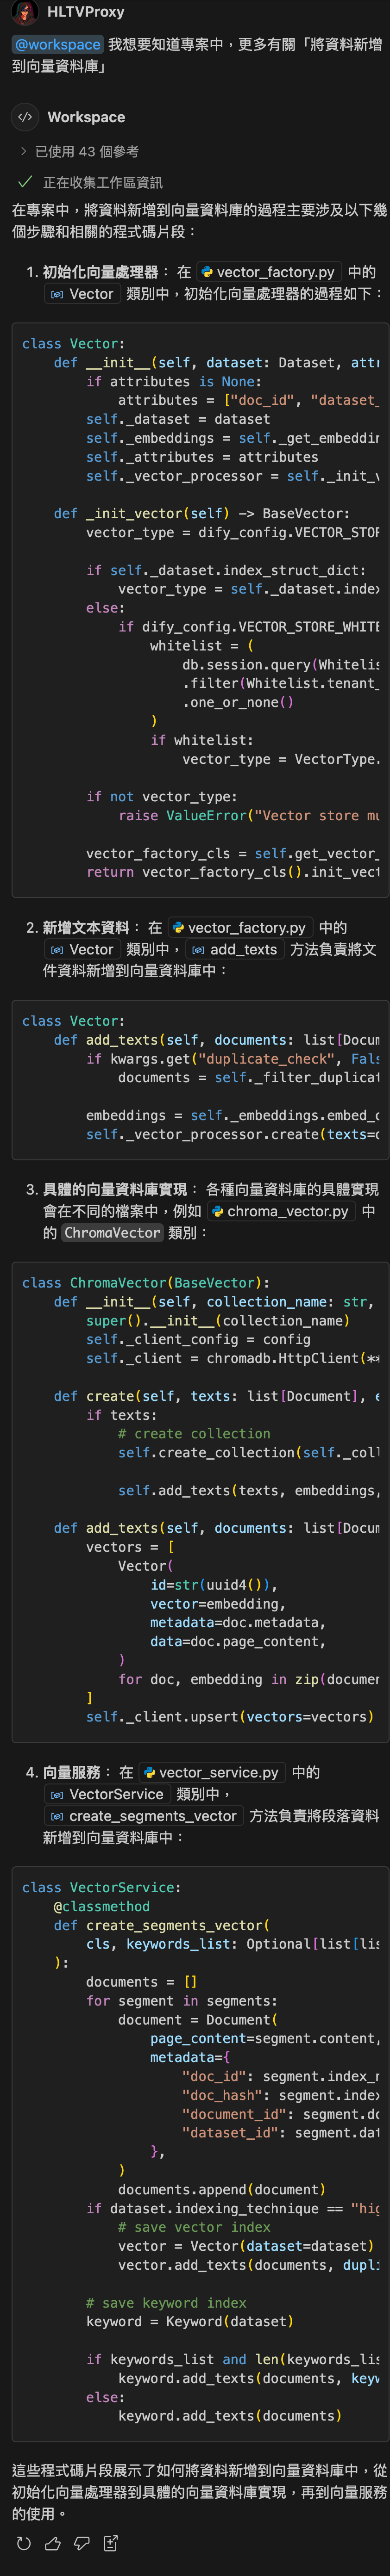 HLTVProxy
@workspace 我想要知道專案中，更多有關「將資料新增
到向量資料庫」
Workspace
已使用 43 個參考
正在收集工作區資訊
在專案中，將資料新增到向量資料庫的過程主要涉及以下幾
個步驟和相關的程式碼片段：
1. 初始化向量處理器： 在 vector_factory.py 中的
Vector 類別中，初始化向量處理器的過程如下：
class Vector:
    def __init__(self, dataset: Dataset, attr
        if attributes is None:
            attributes = ["doc_id", "dataset_
        self._dataset = dataset
        self._embeddings = self._get_embeddin
        self._attributes = attributes
        self._vector_processor = self._init_v
    def _init_vector(self) -> BaseVector:
        vector_type = dify_config.VECTOR_STOR
        if self._dataset.index_struct_dict:
            vector_type = self._dataset.index
        else:
            if dify_config.VECTOR_STORE_WHITE
                whitelist = (
                    db.session.query(Whitelis
                    .filter(Whitelist.tenant_
                    .one_or_none()
                )
                if whitelist:
                    vector_type = VectorType.
        if not vector_type:
            raise ValueError("Vector store mu
        vector_factory_cls = self.get_vector_
        return vector_factory_cls().init_vect
2. 新增文本資料： 在 vector_factory.py 中的
Vector 類別中，add_texts 方法負責將文
件資料新增到向量資料庫中：
class Vector:
    def add_texts(self, documents: list[Docum
        if kwargs.get("duplicate_check", Fals
            documents = self._filter_duplicat
        embeddings = self._embeddings.embed_d
        self._vector_processor.create(texts=d
3. 具體的向量資料庫實現： 各種向量資料庫的具體實現
會在不同的檔案中，例如 chroma_vector.py 中
的 ChromaVector 類別：
class ChromaVector(BaseVector):
    def __init__(self, collection_name: str,
        super().__init__(collection_name)
        self._client_config = config
        self._client = chromadb.HttpClient(**
    def create(self, texts: list[Document], e
        if texts:
            # create collection
            self.create_collection(self._coll
            self.add_texts(texts, embeddings,
    def add_texts(self, documents: list[Docum
        vectors = [
            Vector(
                id=str(uuid4()),
                vector=embedding,
                metadata=doc.metadata,
                data=doc.page_content,
            )
            for doc, embedding in zip(documen
        ]
        self._client.upsert(vectors=vectors)
4. 向量服務： 在 vector_service.py 中的
VectorService 類別中，
create_segments_vector 方法負責將段落資料
新增到向量資料庫中：
class VectorService:
    @classmethod
    def create_segments_vector(
        cls, keywords_list: Optional[list[lis
    ):
        documents = []
        for segment in segments:
            document = Document(
                page_content=segment.content,
                metadata={
                    "doc_id": segment.index_n
                    "doc_hash": segment.index
                    "document_id": segment.do
                    "dataset_id": segment.dat
                },
            )
            documents.append(document)
        if dataset.indexing_technique == "hig
            # save vector index
            vector = Vector(dataset=dataset)
            vector.add_texts(documents, dupli
        # save keyword index
        keyword = Keyword(dataset)
        if keywords_list and len(keywords_lis
            keyword.add_texts(documents, keyw
        else:
            keyword.add_texts(documents)
這些程式碼片段展示了如何將資料新增到向量資料庫中，從
初始化向量處理器到具體的向量資料庫實現，再到向量服務
的使用。